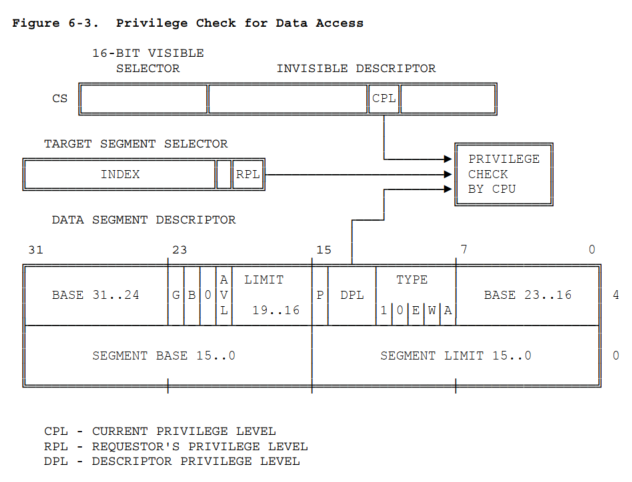 Figure 6-3. Privilege Check for Data Access
16-BIT VISIBLE
SELECTOR INVISIBLE DESCRIPTOR
CS CPL
TARGET SEGMENT SELECTOR
PRIVILEGE
INDEX RPL CHECK
BY CPU
DATA SEGMENT DESCRIPTOR
31 23 15 7 0
A LIMIT TYPE
BASE 31..24 G B 0 V P DPL BASE 23..16 4
L 19..16 1 0 E W A
SEGMENT BASE 15..0 SEGMENT LIMIT 15..0 0
CPL - CURRENT PRIVILEGE LEVEL
RPL - REQUESTOR'S PRIVILEGE LEVEL
DPL - DESCRIPTOR PRIVILEGE LEVEL